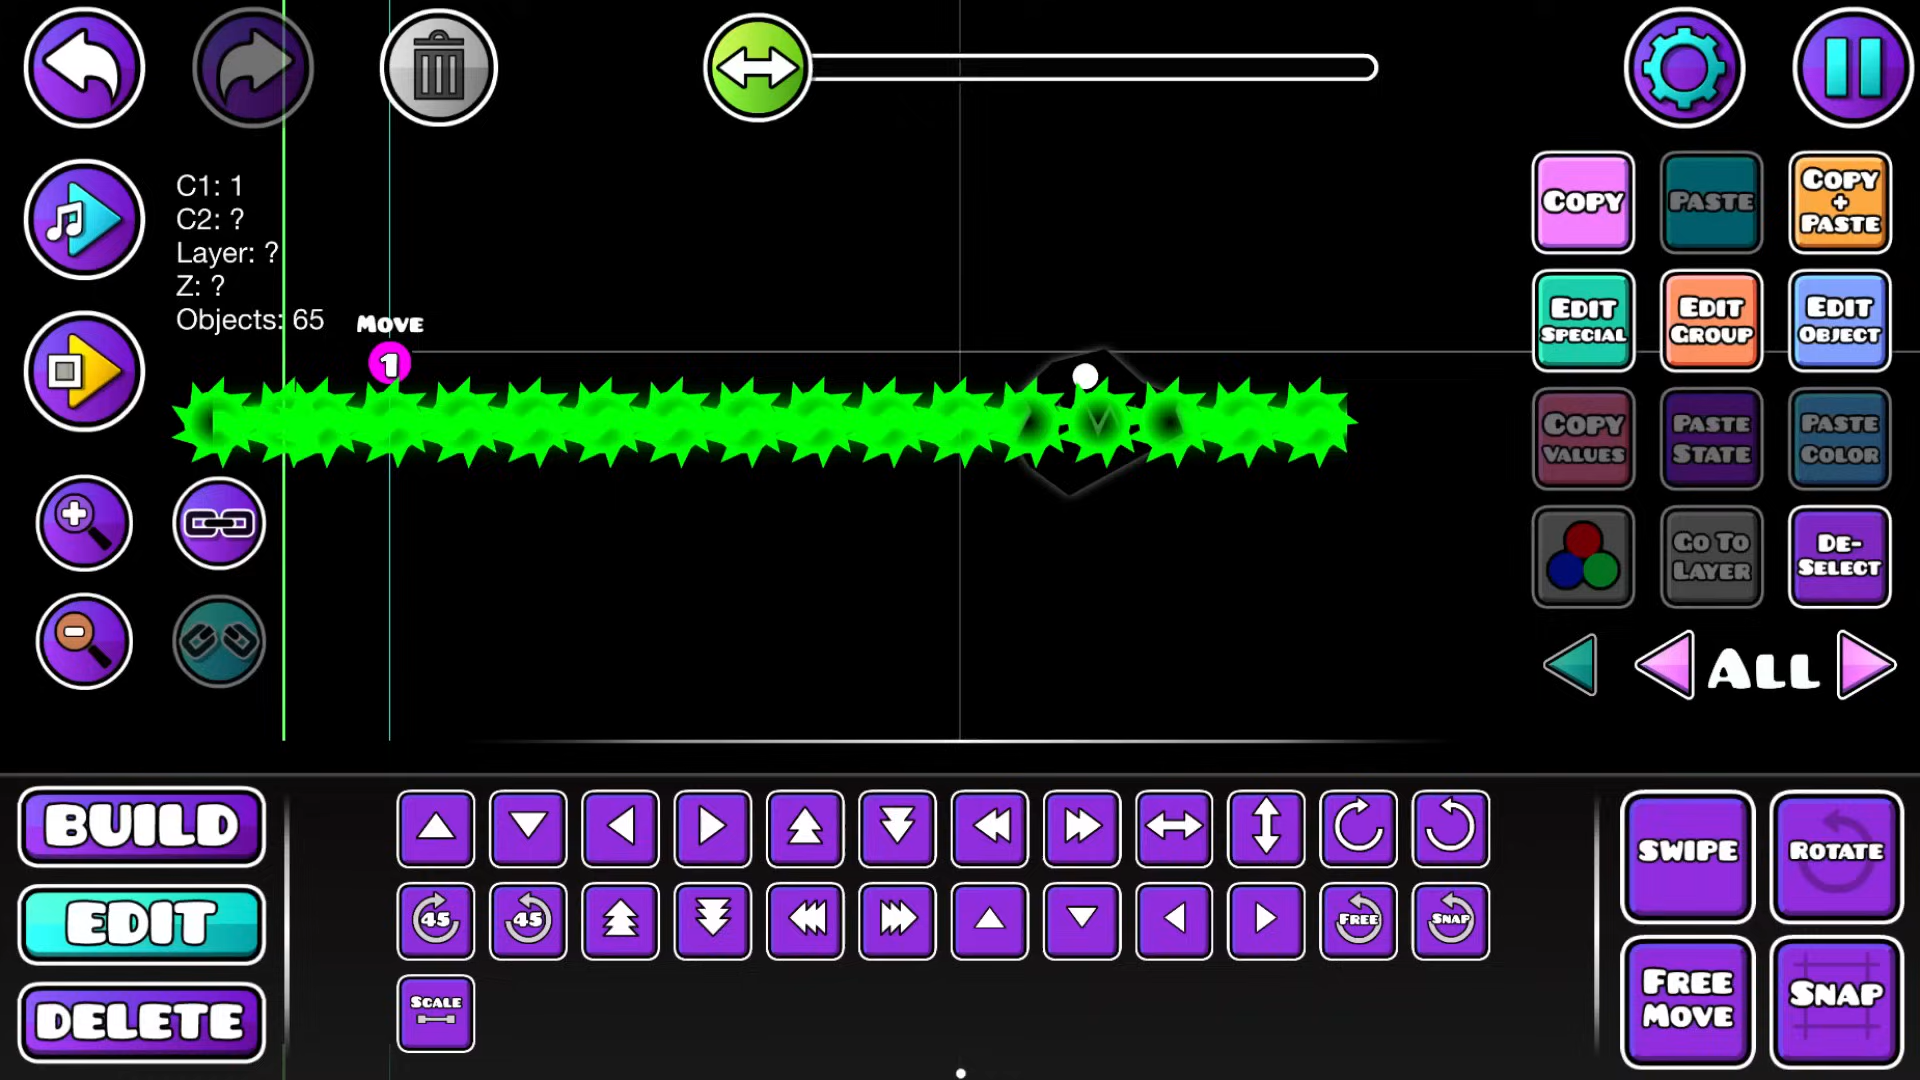 C1: 1
C2: ?
Layer: ?
Z: ?
Objects: 65
MOVE
1
COPY
PASTE
COPY
+
PASTE
EDIT
SPECIAL
EDIT
GROUP
EDIT
OBJECT
COPY
VALUES
PASTE
STATE
PASTE
COLOR
GO TO
LAYER
DE-
SELECT
ALL
BUILD
EDIT
DELETE
45
45
FREE
SNAP
SCALE
SWIPE
ROTATE
FREE
MOVE
SNAP